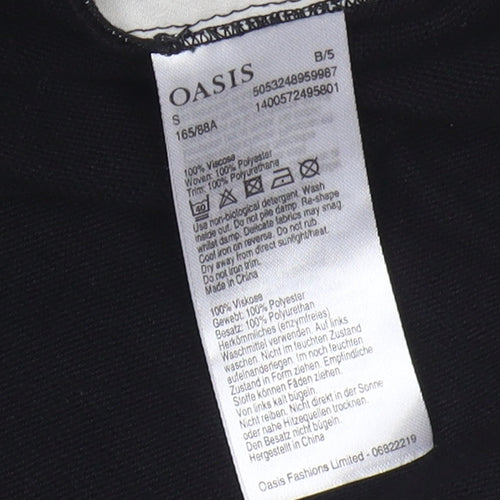 OASIS
B/5
S
5053248959987
165/88A
1400572495801
100% Viscose
Woven: 100% Polyester
Trim: 100% Polyurethane
Use non-biological detergent. Wash
inside out. Do not pile damp. Re-shape
whilst damp. Delicate fabrics may snag
Cool iron on reverse. Do not rub.
Dry away from direct sunlight/heat.
Do not iron trim.
Made in China
100% Viskose
Gewebt: 100% Polyester
Besatz: 100% Polyurethan
Herkömmliches (enzymfreies)
Waschmittel verwenden. Auf links
waschen. Nicht im feuchten Zustand
aufeinanderlegen. Im noch feuchten
Zustand in Form ziehen. Empfindliche
Stoffe können Fäden ziehen.
Von links kalt bügeln.
Nicht reiben. Nicht direkt in der Sonne
oder nahe Hitzequellen trocknen.
Den Besatz nicht bügeln.
Hergestellt in China
Oasis Fashions Limited - 06822219